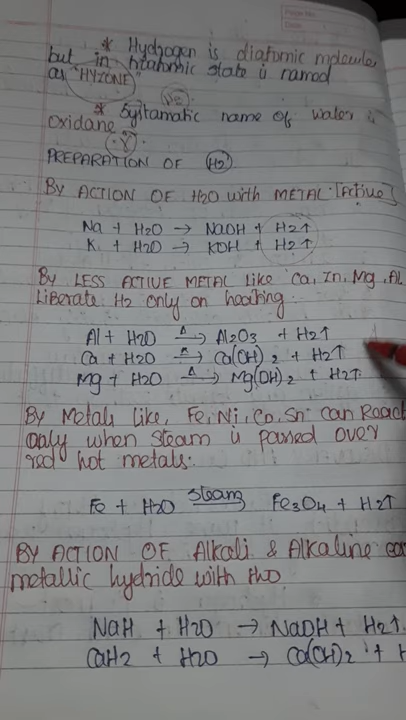 * Hydrogen is diatomic molecule
but in triatomic state is named
as "HYZONE"
* Systamatic name of water is
oxidane
PREPARATION OF H2
By ACTION OF H2O with METAL [Active]
Na + H2O → NaOH + H2↑
K + H2O → KOH + H2↑
By LESS ACTIVE METAL like Ca, Zn, Mg, Al
Liberate H2 only on heating.
Al + H2O —Δ→ Al2O3 + H2↑
Ca + H2O —Δ→ Ca(OH)2 + H2↑
Mg + H2O —Δ→ Mg(OH)2 + H2↑
By Metals like, Fe, Ni, Co, Sn can React
only when steam is passed over
red hot metals.
Fe + H2O —steam→ Fe3O4 + H2↑
BY ACTION OF Alkali & Alkaline ear
metallic hydride with H2O
NaH + H2O → NaOH + H2↑
CaH2 + H2O → Ca(OH)2 + H